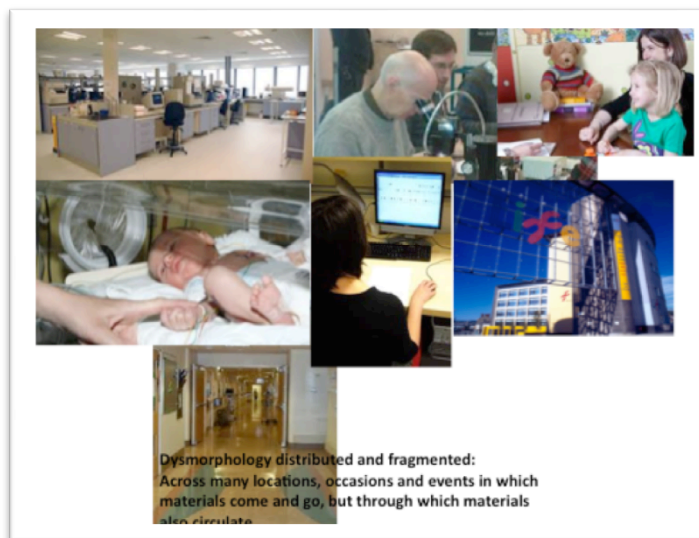 life
Dysmorphology distributed and fragmented:
Across many locations, occasions and events in which
materials come and go, but through which materials
also circulate